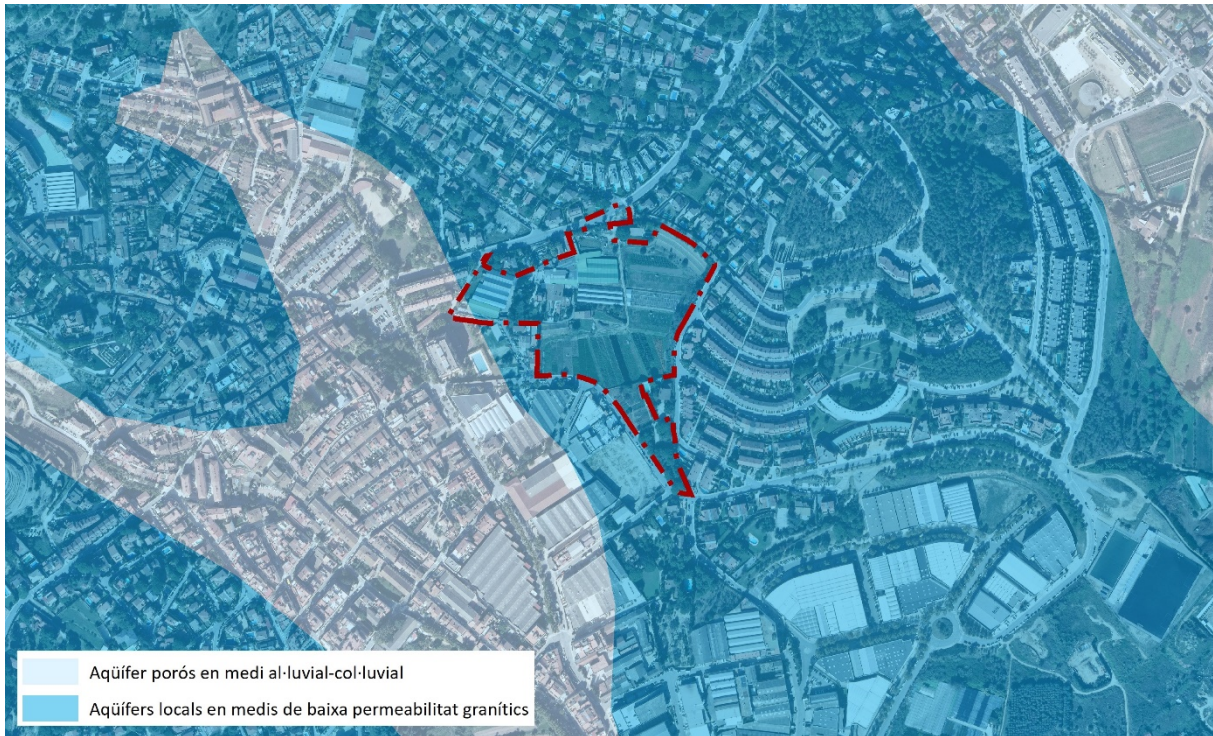 Aqüífer porós en medi al·luvial-col·luvial
Aqüífers locals en medis de baixa permeabilitat granítics